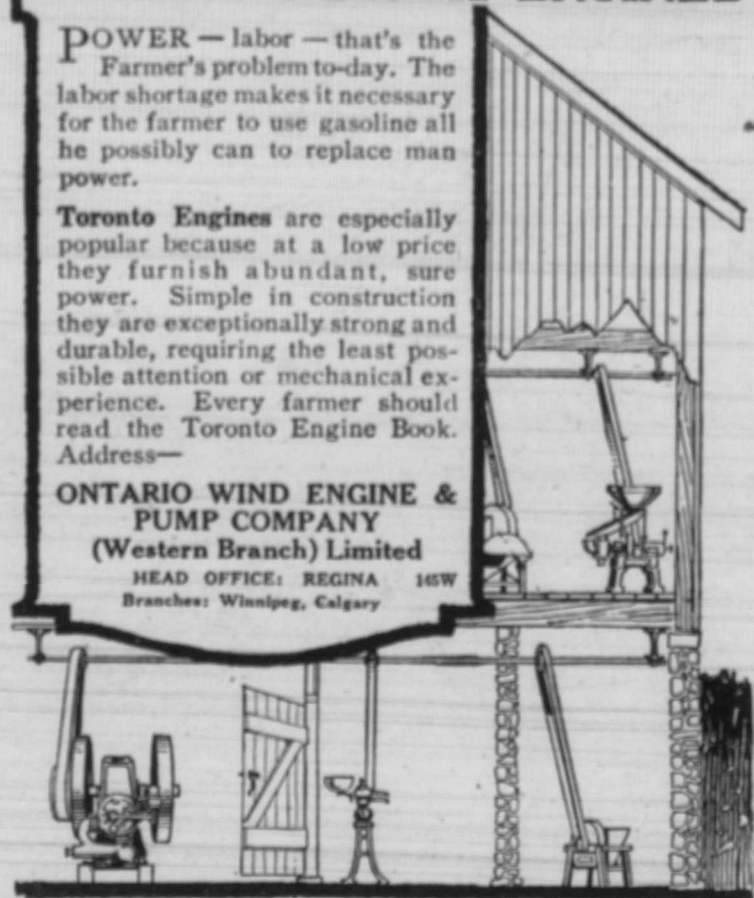 POWER — labor — that's the
Farmer's problem to-day. The
labor shortage makes it necessary
for the farmer to use gasoline all
he possibly can to replace man
power.
Toronto Engines are especially
popular because at a low price
they furnish abundant, sure
power. Simple in construction
they are exceptionally strong and
durable, requiring the least pos-
sible attention or mechanical ex-
perience. Every farmer should
read the Toronto Engine Book.
Address—
ONTARIO WIND ENGINE &
PUMP COMPANY
(Western Branch) Limited
HEAD OFFICE: REGINA 165W
Branches: Winnipeg, Calgary